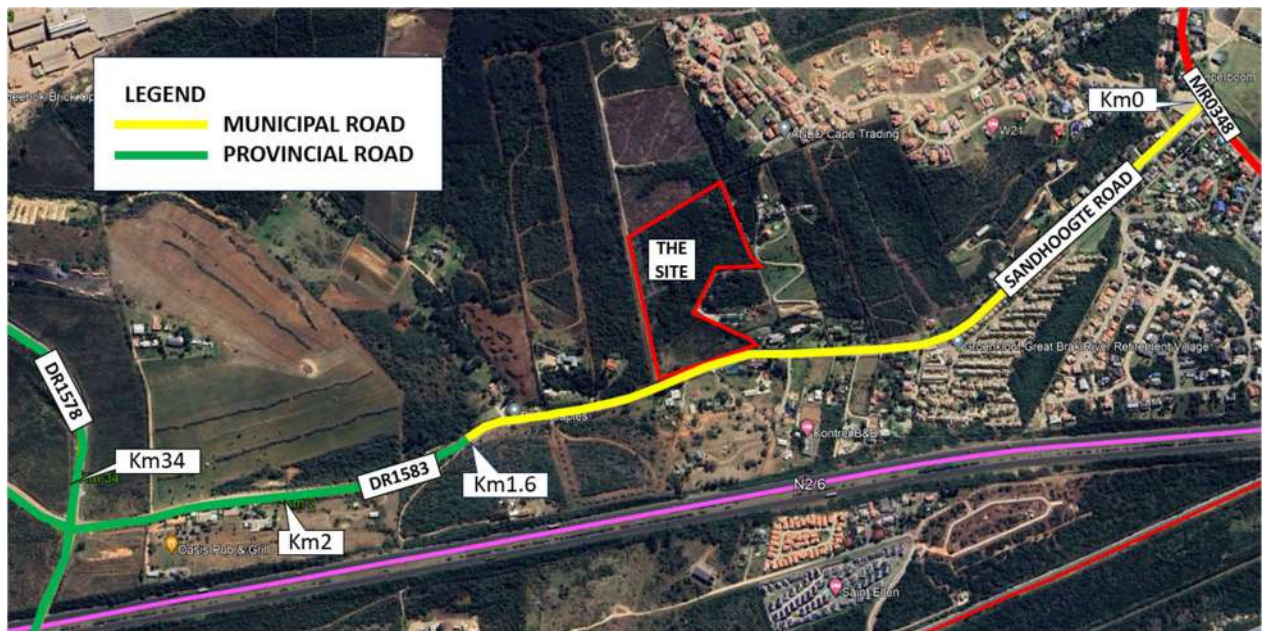 LEGEND
MUNICIPAL ROAD
PROVINCIAL ROAD
Km0
MR0348
ANED Cape Trading
W21
SANDHOOGTE ROAD
THE
SITE
Great Brak River Retirement Village
DR1578
Kontrei B&B
Km34
DR1583
Km1.6
N2/6
Km2
Oasis Pub & Grill
Saint Ellen